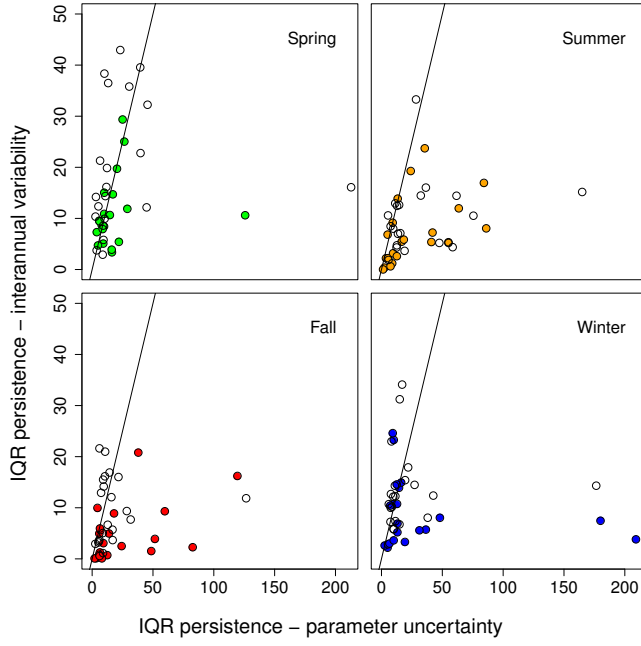 Spring
Summer
50
40
30
20
10
0
Fall
Winter
50
40
30
20
10
0
0 50 100 150 200
0 50 100 150 200
IQR persistence − interannual variability
IQR persistence − parameter uncertainty